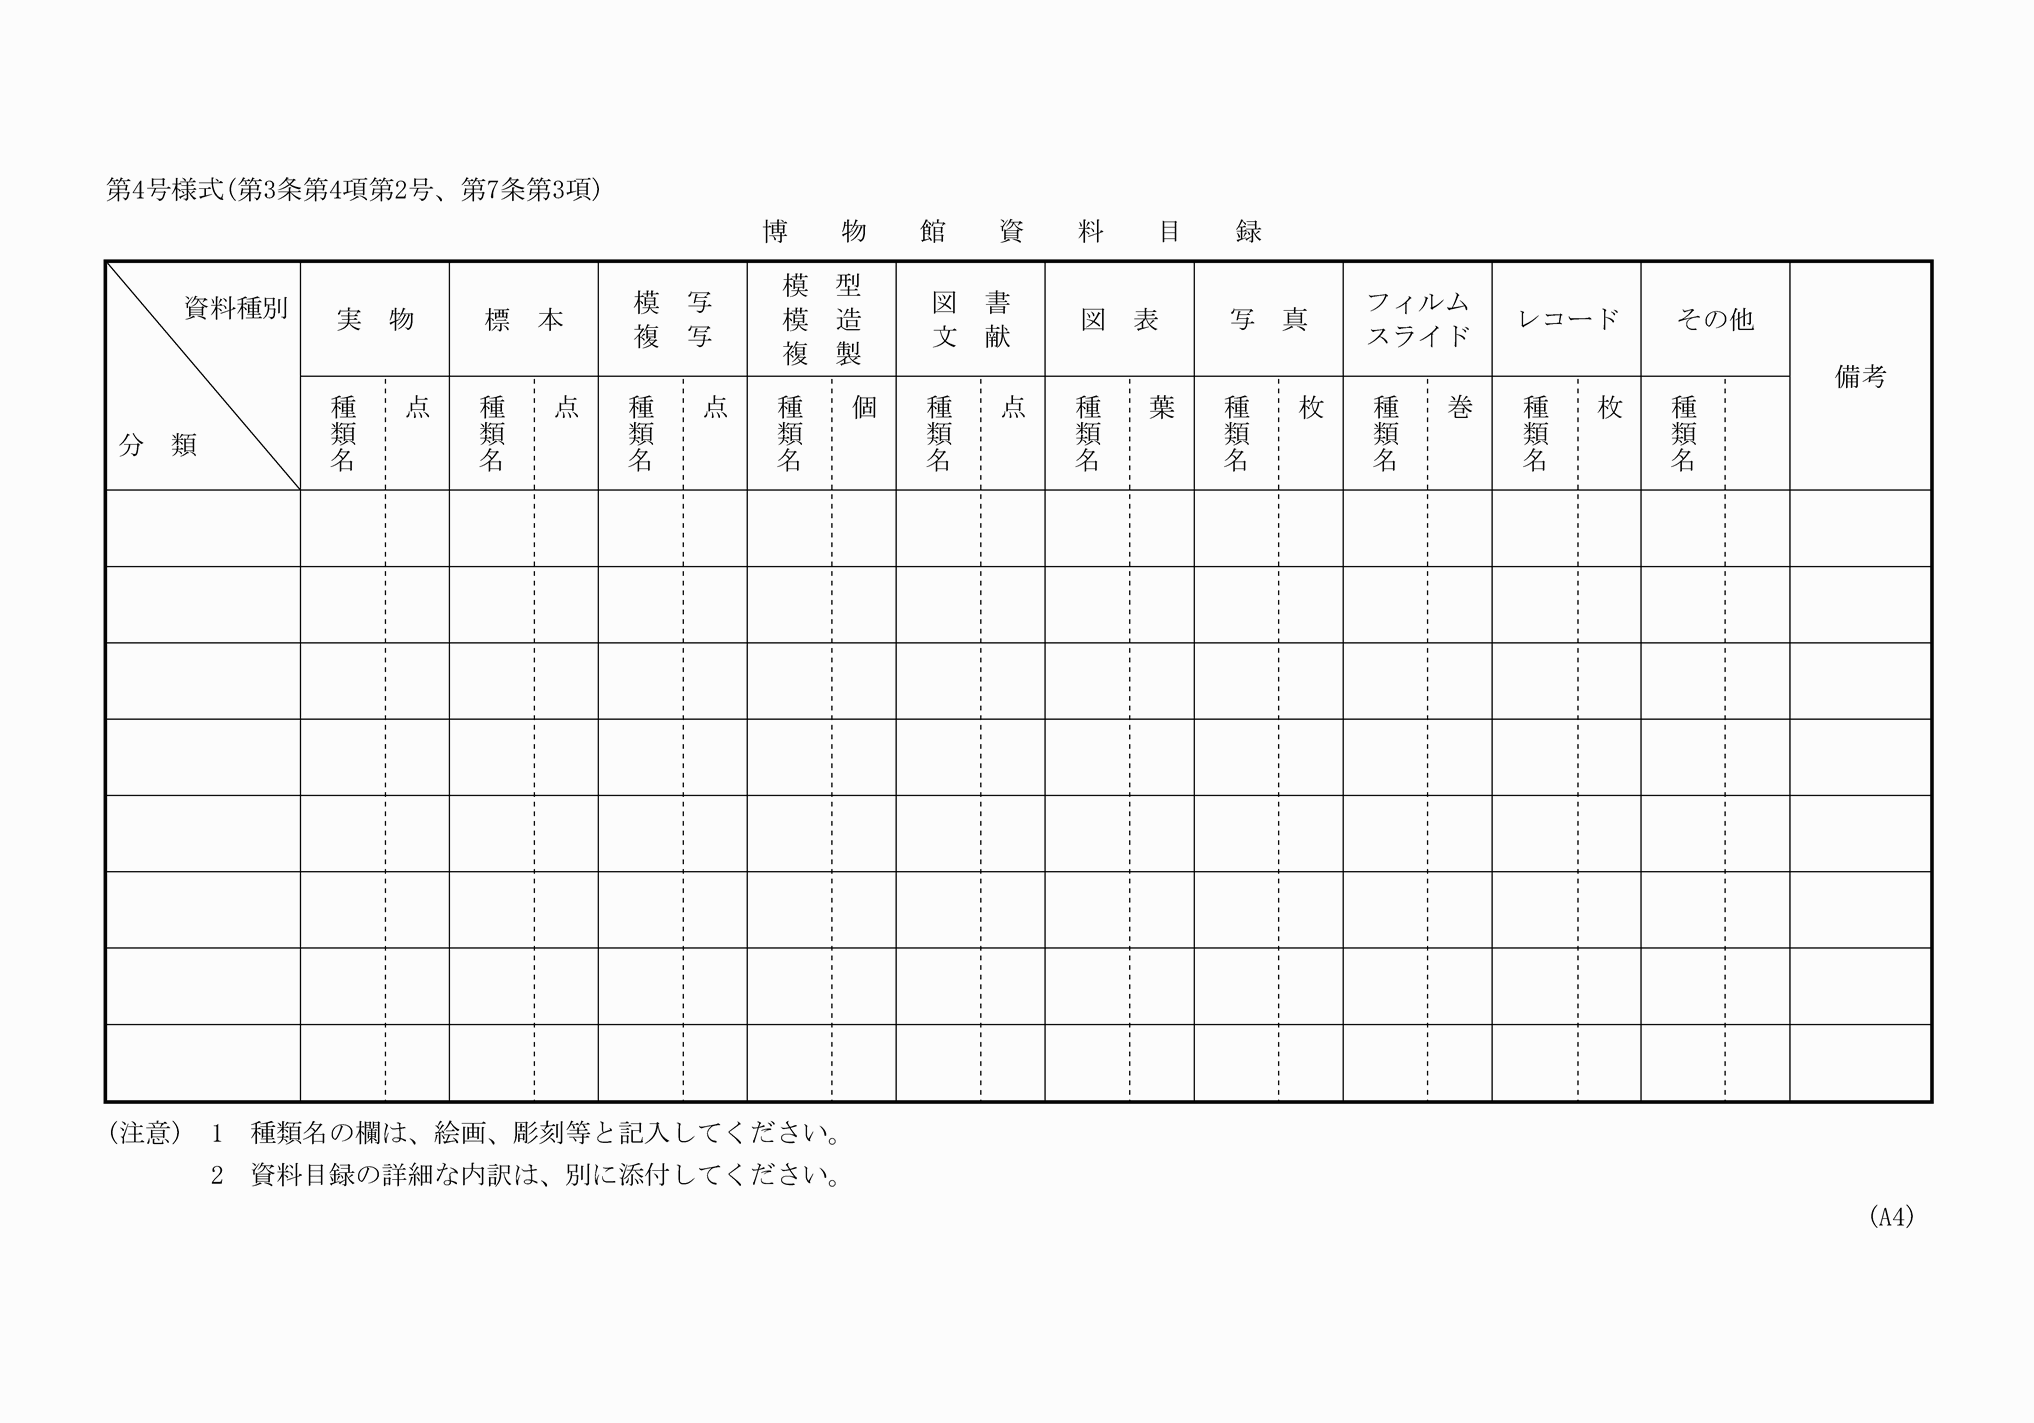 第4号様式(第3条第4項第2号、第7条第3項)
博物館資料目録
資料種別
分　類
実　物
標　本
模　写
複　写
模　型
模　造
複　製
図　書
文　献
図　表
写　真
フィルム
スライド
レコード
その他
備考
種類名
点
種類名
点
種類名
点
種類名
個
種類名
点
種類名
葉
種類名
枚
種類名
巻
種類名
枚
種類名
(注意)　1　種類名の欄は、絵画、彫刻等と記入してください。
2　資料目録の詳細な内訳は、別に添付してください。
(A4)